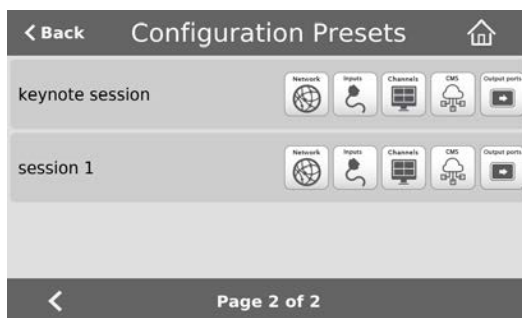 Back Configuration Presets
keynote session Network Inputs Channels CMS Output ports
session 1 Network Inputs Channels CMS Output ports
Page 2 of 2